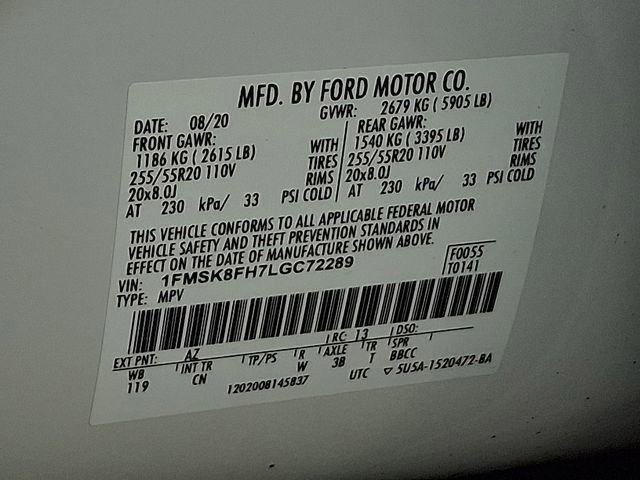 MFD. BY FORD MOTOR CO.
DATE: 08/20 GVWR: 2679 KG ( 5905 LB)
FRONT GAWR: REAR GAWR:
1186 KG ( 2615 LB) WITH 1540 KG ( 3395 LB) WITH
255/55R20 110V TIRES 255/55R20 110V TIRES
20x8.0J RIMS 20x8.0J RIMS
AT 230 kPa/ 33 PSI COLD AT 230 kPa/ 33 PSI COLD
THIS VEHICLE CONFORMS TO ALL APPLICABLE FEDERAL MOTOR
VEHICLE SAFETY AND THEFT PREVENTION STANDARDS IN
EFFECT ON THE DATE OF MANUFACTURE SHOWN ABOVE.
VIN: 1FMSK8FH7LGC72289 F0055
TYPE: MPV T0141
EXT PNT: AZ RC: 13 DSO:
WB INT TR TP/PS R AXLE TR SPR
119 CN W 3B T BBCC
1202008145837 UTC ▽ 5U5A-1520472-BA